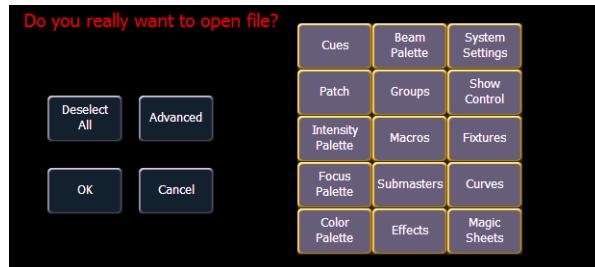 Do you really want to open file?
Deselect
All
Advanced
OK
Cancel
Cues
Beam
Palette
System
Settings
Patch
Groups
Show
Control
Intensity
Palette
Macros
Fixtures
Focus
Palette
Submasters
Curves
Color
Palette
Effects
Magic
Sheets